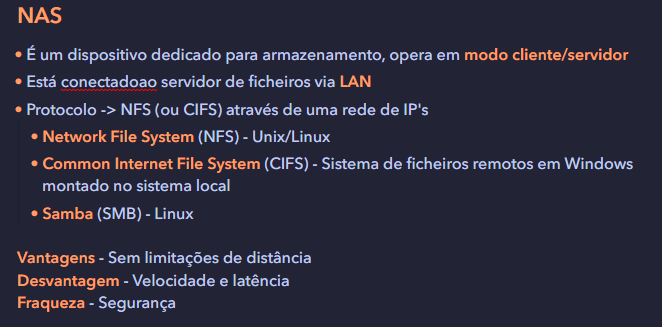 NAS
• É um dispositivo dedicado para armazenamento, opera em modo cliente/servidor
• Está conectadoao servidor de ficheiros via LAN
• Protocolo -> NFS (ou CIFS) através de uma rede de IP's
• Network File System (NFS) - Unix/Linux
• Common Internet File System (CIFS) - Sistema de ficheiros remotos em Windows
montado no sistema local
• Samba (SMB) - Linux
Vantagens - Sem limitações de distância
Desvantagem - Velocidade e latência
Fraqueza - Segurança